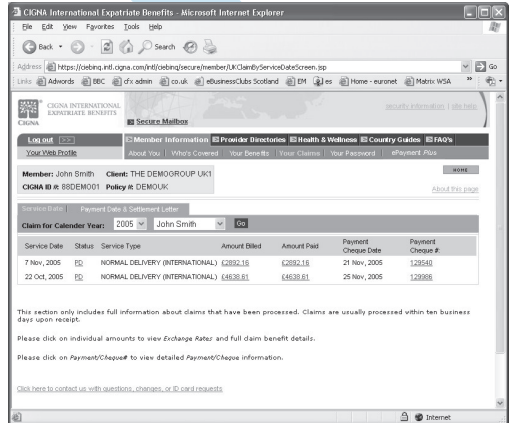 CIGNA International Expatriate Benefits - Microsoft Internet Explorer
File Edit View Favorites Tools Help
Back Search
Address https://ciebinq.intl.cigna.com/intl/ciebinq/secure/member/UKClaimByServiceDateScreen.jsp Go
Links Adwords BBC cfx admin co.uk eBusinessClubs Scotland EM es Home - euronet Matrix WSA »
CIGNA INTERNATIONAL
EXPATRIATE BENEFITS
CIGNA
Secure Mailbox
security information | site help
Log out >>
Member Information Provider Directories Health & Wellness Country Guides FAQ's
Your Web Profile
About You | Who's Covered | Your Benefits | Your Claims | Your Password | ePayment Plus
Member: John Smith Client: THE DEMOGROUP UK1
HOME
CIGNA ID #: 88DEM001 Policy #: DEMOUK
About this page
Service Date | Payment Date & Settlement Letter
Claim for Calender Year: 2005 John Smith Go
Service Date Status Service Type Amount Billed Amount Paid Payment Cheque Date Payment Cheque #:
7 Nov, 2005 PD NORMAL DELIVERY (INTERNATIONAL) £2892.16 £2892.16 21 Nov, 2005 129540
22 Oct, 2005 PD NORMAL DELIVERY (INTERNATIONAL) £4638.61 £4638.61 25 Nov, 2005 129986
This section only includes full information about claims that have been processed. Claims are usually processed within ten business
days upon receipt.
Please click on individual amounts to view Exchange Rates and full claim benefit details.
Please click on Payment/Cheque# to view detailed Payment/Cheque information.
Click here to contact us with questions, changes, or ID card requests
Internet